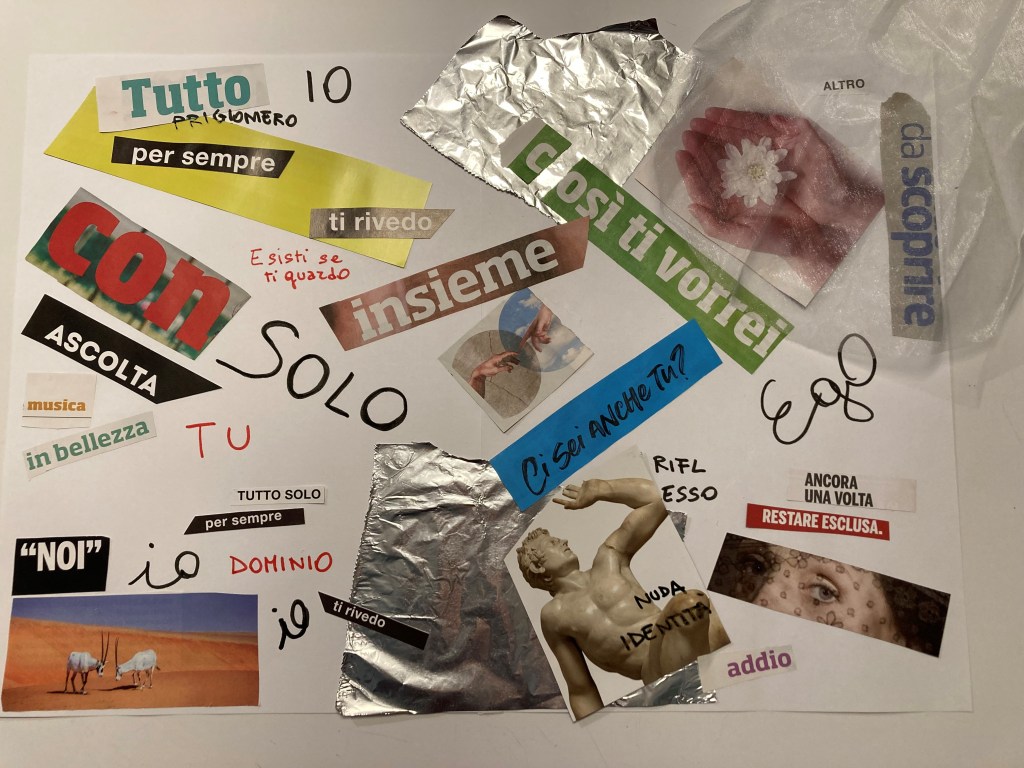 Tutto
IO
PRIGIONIERO
per sempre
ti rivedo
Esisti se
ti guardo
con
insieme
così ti vorrei
ALTRO
da scoprire
ASCOLTA
SOLO
musica
in bellezza
TU
Ci sei ANCHE TU?
Ego
TUTTO SOLO
per sempre
"NOI"
io
DOMINIO
il
ti rivedo
RIFL
ESSO
NUDA
IDENTITÀ
ANCORA
UNA VOLTA
RESTARE ESCLUSA.
addio